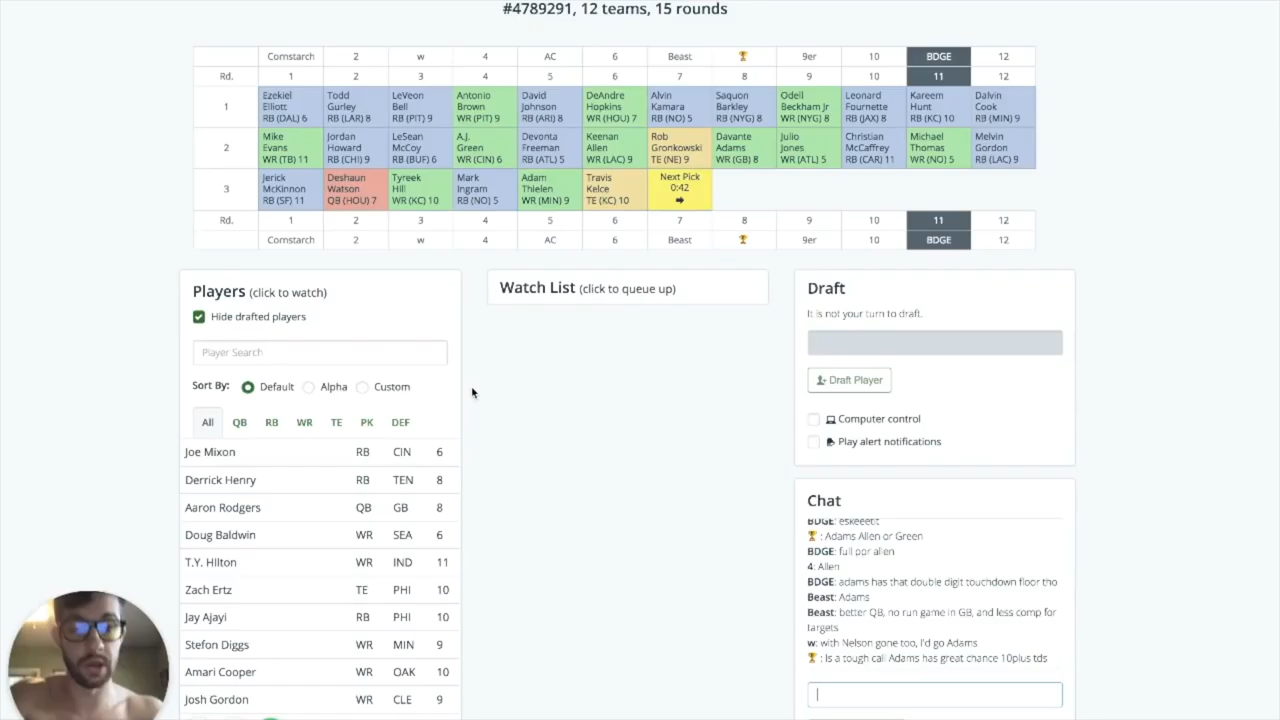 #4789291, 12 teams, 15 rounds
Cornstarch 2 w 4 AC 6 Beast 🏆 9er 10 BDGE 12
Rd. 1 2 3 4 5 6 7 8 9 10 11 12
Ezekiel Todd LeVeon Antonio David DeAndre Alvin Saquon Odell Leonard Kareem Dalvin
1 Elliott Gurley Bell Brown Johnson Hopkins Kamara Barkley Beckham Jr Fournette Hunt Cook
RB (DAL) 6 RB (LAR) 8 RB (PIT) 9 WR (PIT) 9 RB (ARI) 8 WR (HOU) 7 RB (NO) 5 RB (NYG) 8 WR (NYG) 8 RB (JAX) 8 RB (KC) 10 RB (MIN) 9
Mike Jordan LeSean A.J. Devonta Keenan Rob Davante Julio Christian Michael Melvin
2 Evans Howard McCoy Green Freeman Allen Gronkowski Adams Jones McCaffrey Thomas Gordon
WR (TB) 11 RB (CHI) 9 RB (BUF) 6 WR (CIN) 6 RB (ATL) 5 WR (LAC) 9 TE (NE) 9 WR (GB) 8 WR (ATL) 5 RB (CAR) 11 WR (NO) 5 RB (LAC) 9
Jerick Deshaun Tyreek Mark Adam Travis Next Pick
3 McKinnon Watson Hill Ingram Thielen Kelce 0:42
RB (SF) 11 QB (HOU) 7 WR (KC) 10 RB (NO) 5 WR (MIN) 9 TE (KC) 10
Rd. 1 2 3 4 5 6 7 8 9 10 11 12
Cornstarch 2 w 4 AC 6 Beast 🏆 9er 10 BDGE 12
Players (click to watch)
Hide drafted players
Player Search
Sort By: Default Alpha Custom
All QB RB WR TE PK DEF
Joe Mixon RB CIN 6
Derrick Henry RB TEN 8
Aaron Rodgers QB GB 8
Doug Baldwin WR SEA 6
T.Y. Hilton WR IND 11
Zach Ertz TE PHI 10
Jay Ajayi RB PHI 10
Stefon Diggs WR MIN 9
Amari Cooper WR OAK 10
Josh Gordon WR CLE 9
Watch List (click to queue up)
Draft
It is not your turn to draft.
Draft Player
Computer control
Play alert notifications
Chat
BDGE: eskeeetit
🏆 : Adams Allen or Green
BDGE: full ppr allen
4: Allen
BDGE: adams has that double digit touchdown floor tho
Beast: Adams
Beast: better QB, no run game in GB, and less comp for
targets
w: with Nelson gone too, I'd go Adams
🏆 : Is a tough call Adams has great chance 10plus tds